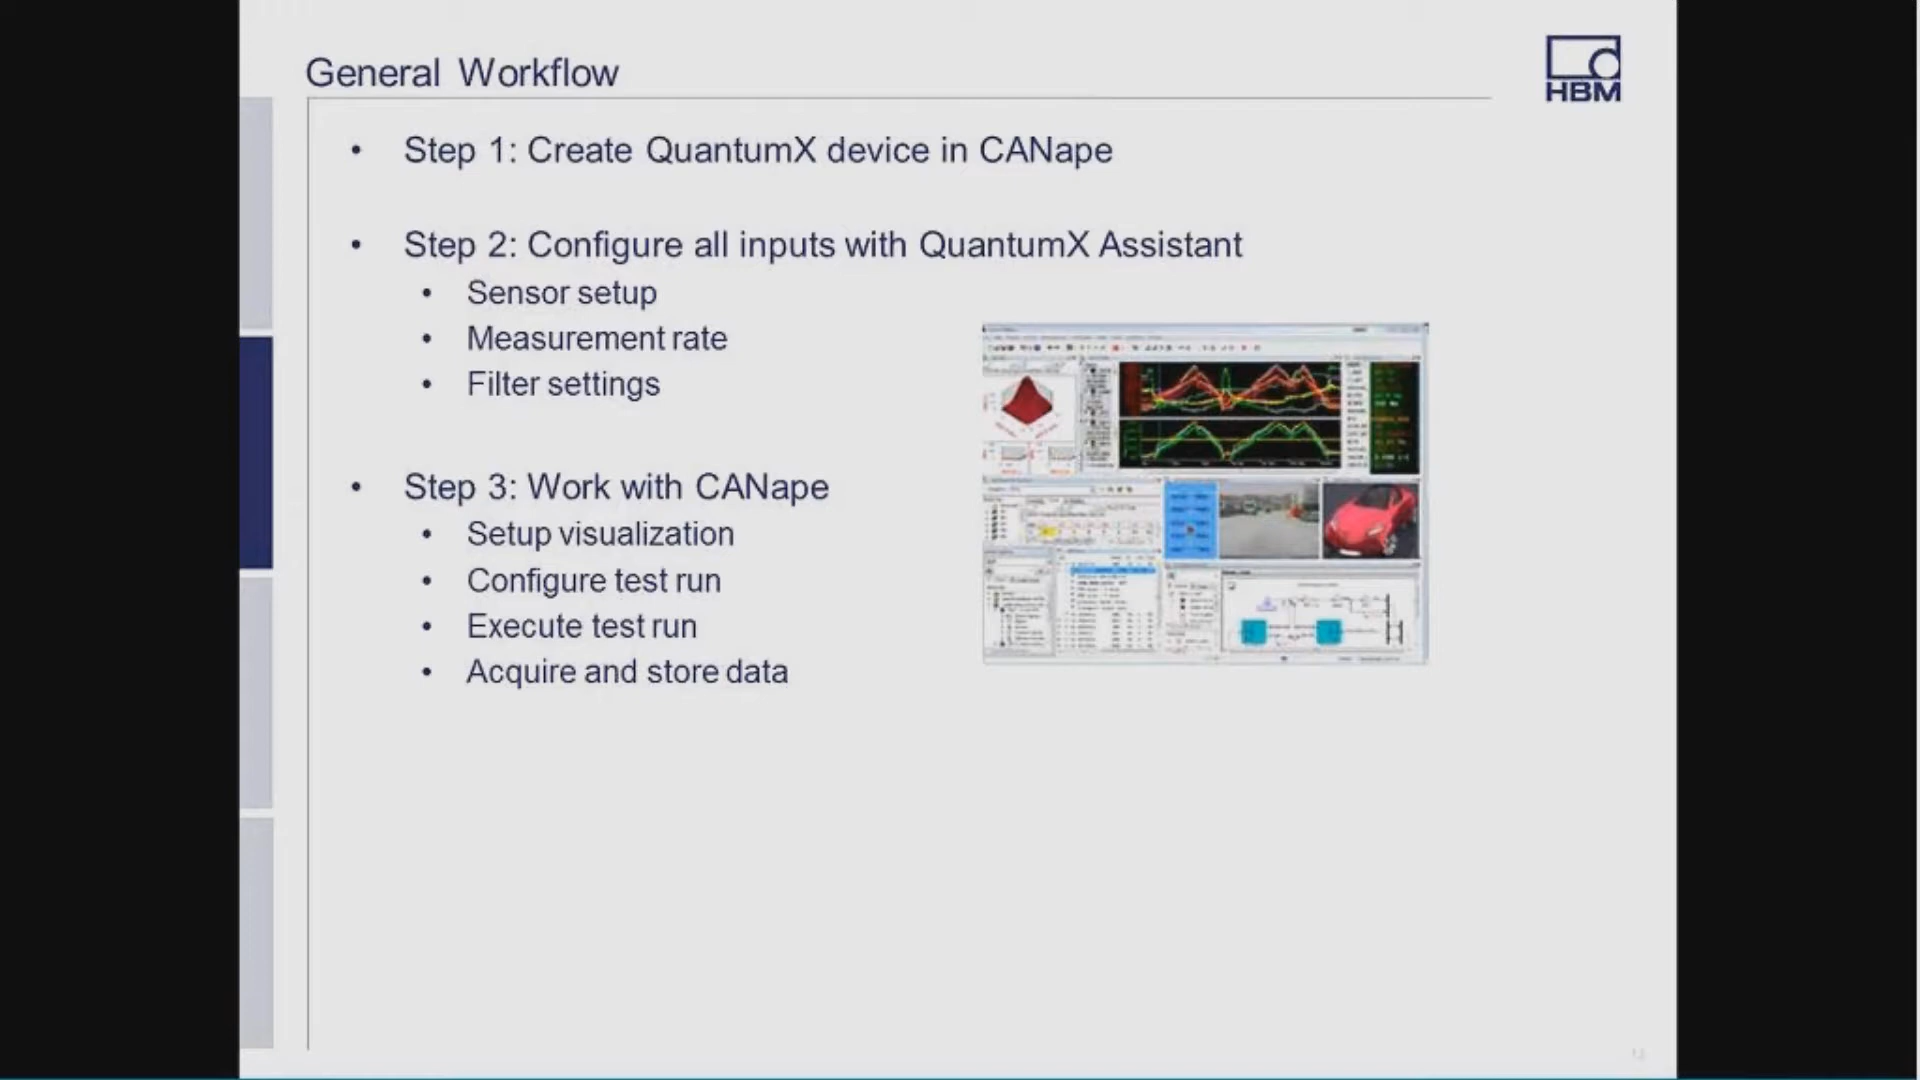 General Workflow
HBM
Step 1: Create QuantumX device in CANape
Step 2: Configure all inputs with QuantumX Assistant
Sensor setup
Measurement rate
Filter settings
Step 3: Work with CANape
Setup visualization
Configure test run
Execute test run
Acquire and store data